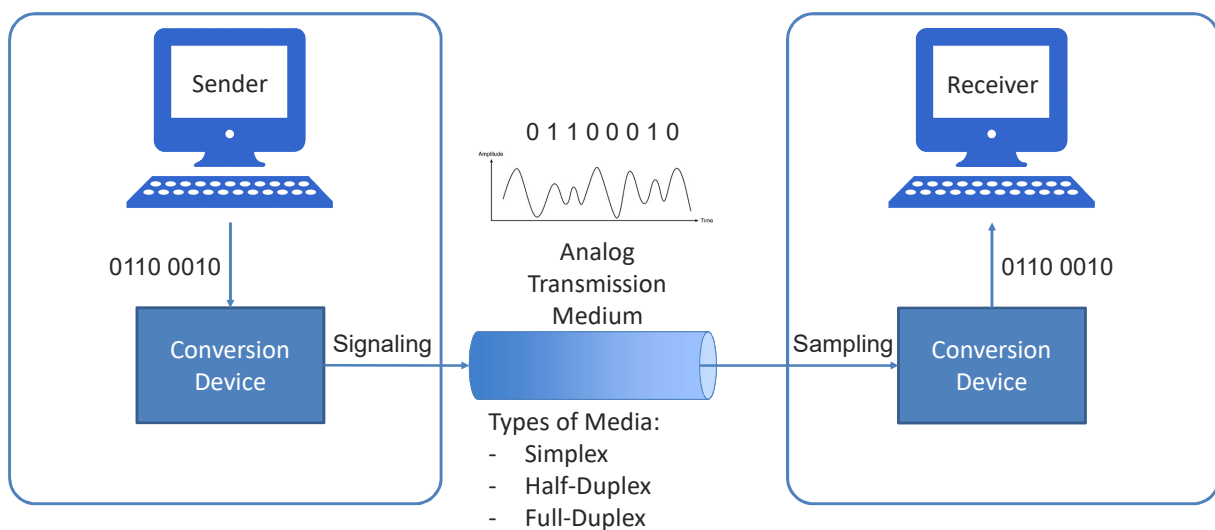 Sender
Receiver
0 1 1 0 0 0 1 0
Amplitude
Time
Analog
Transmission
Medium
0110 0010
0110 0010
Conversion
Device
Signaling
Sampling
Conversion
Device
Types of Media:
- Simplex
- Half-Duplex
- Full-Duplex